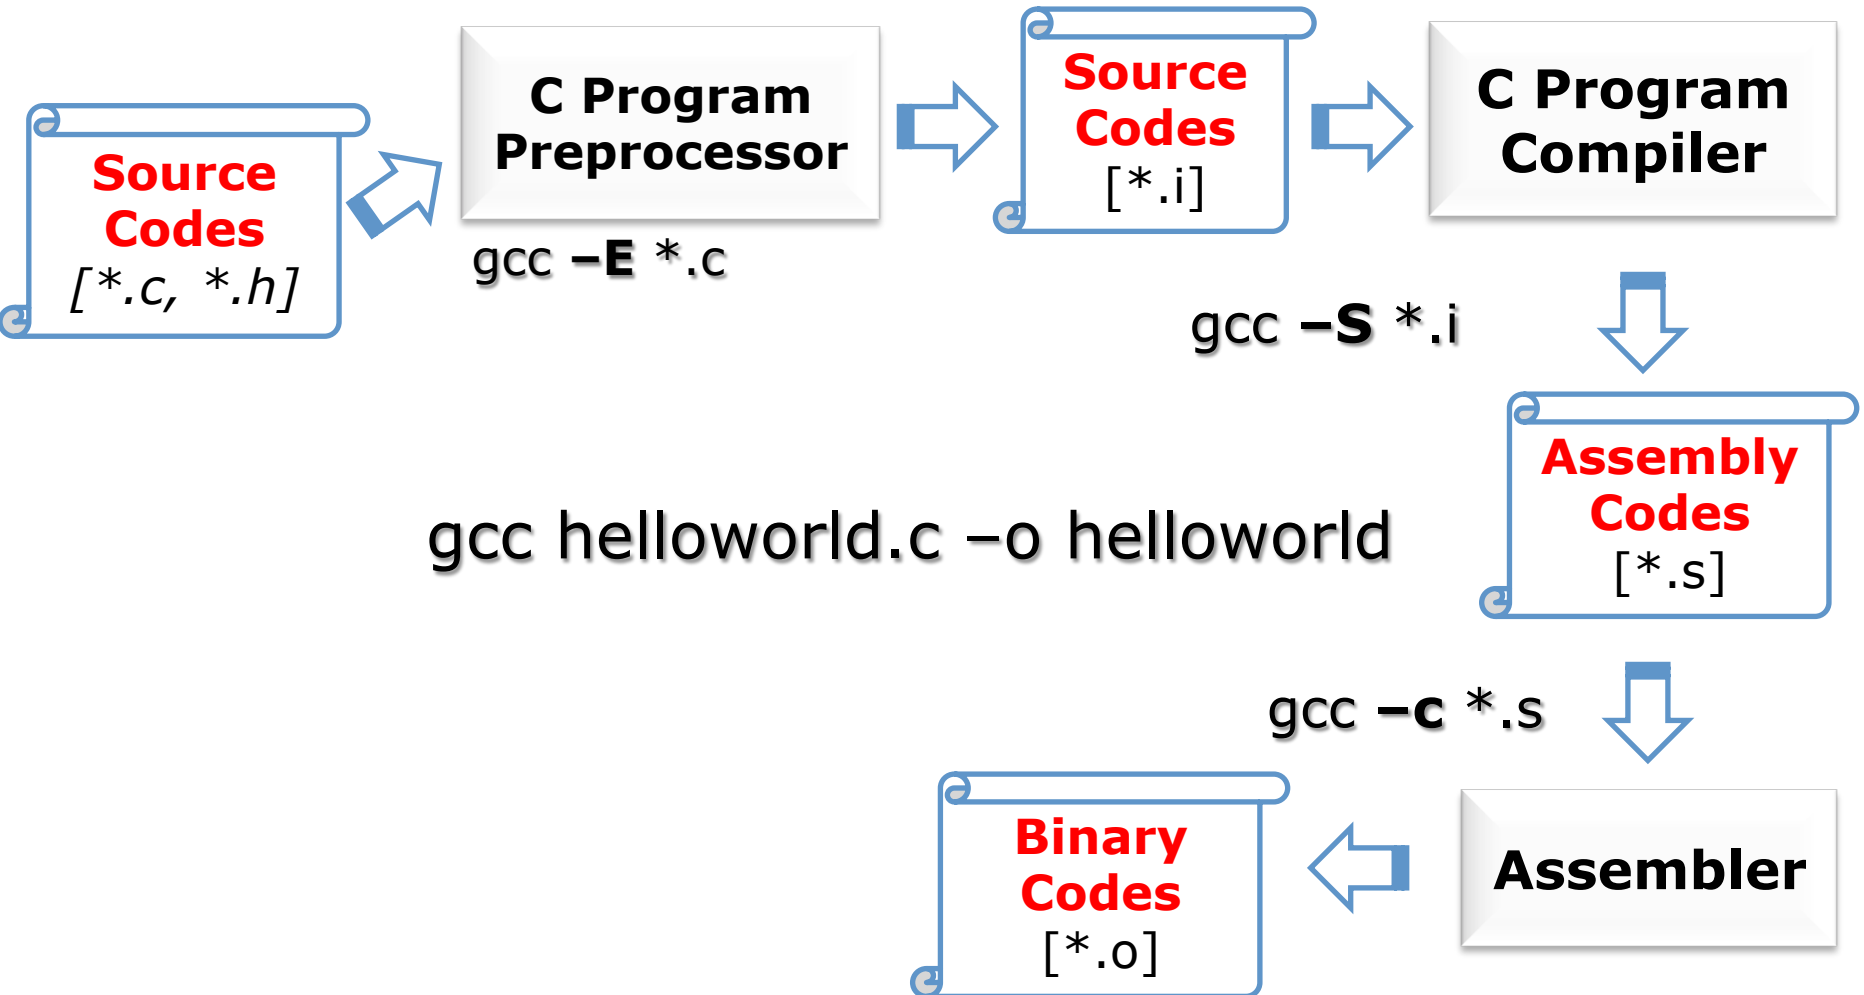 Source
Codes
[*.c, *.h]
C Program
Preprocessor
gcc –E *.c
Source
Codes
[*.i]
C Program
Compiler
gcc –S *.i
Assembly
Codes
[*.s]
gcc helloworld.c –o helloworld
gcc –c *.s
Assembler
Binary
Codes
[*.o]